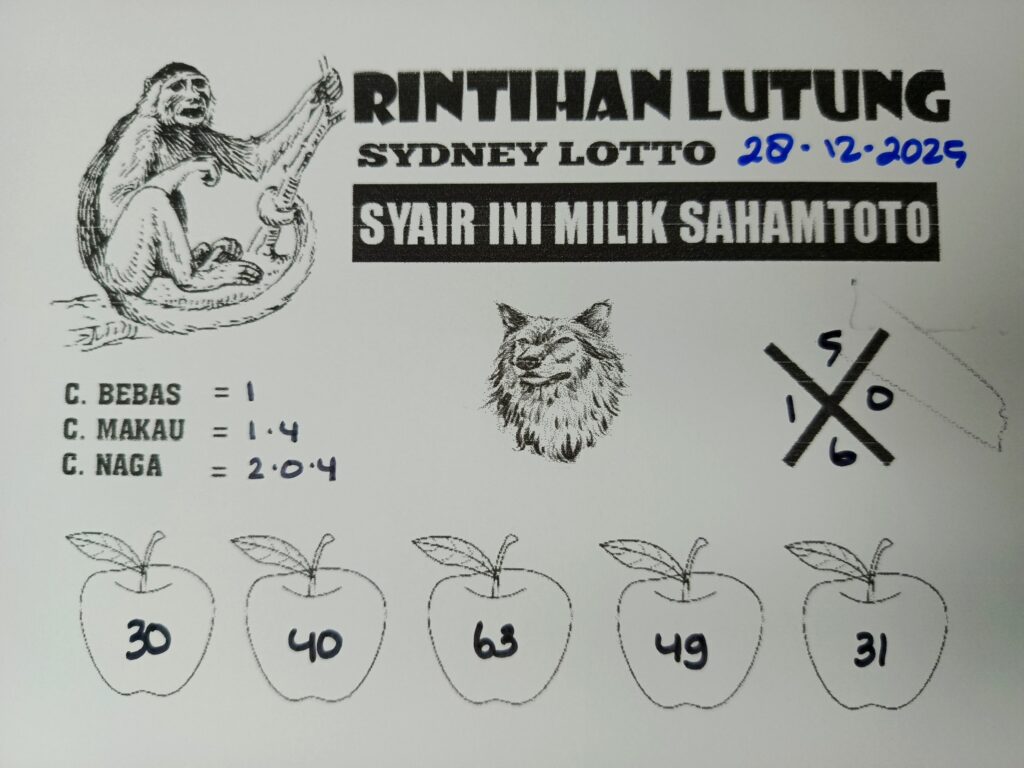 RINTIHAN LUTUNG
SYDNEY LOTTO 28·12·2025
SYAIR INI MILIK SAHAMTOTO
C. BEBAS = 1
C. MAKAU = 1·4
C. NAGA = 2·0·4
5
1 0
6
30 40 63 49 31